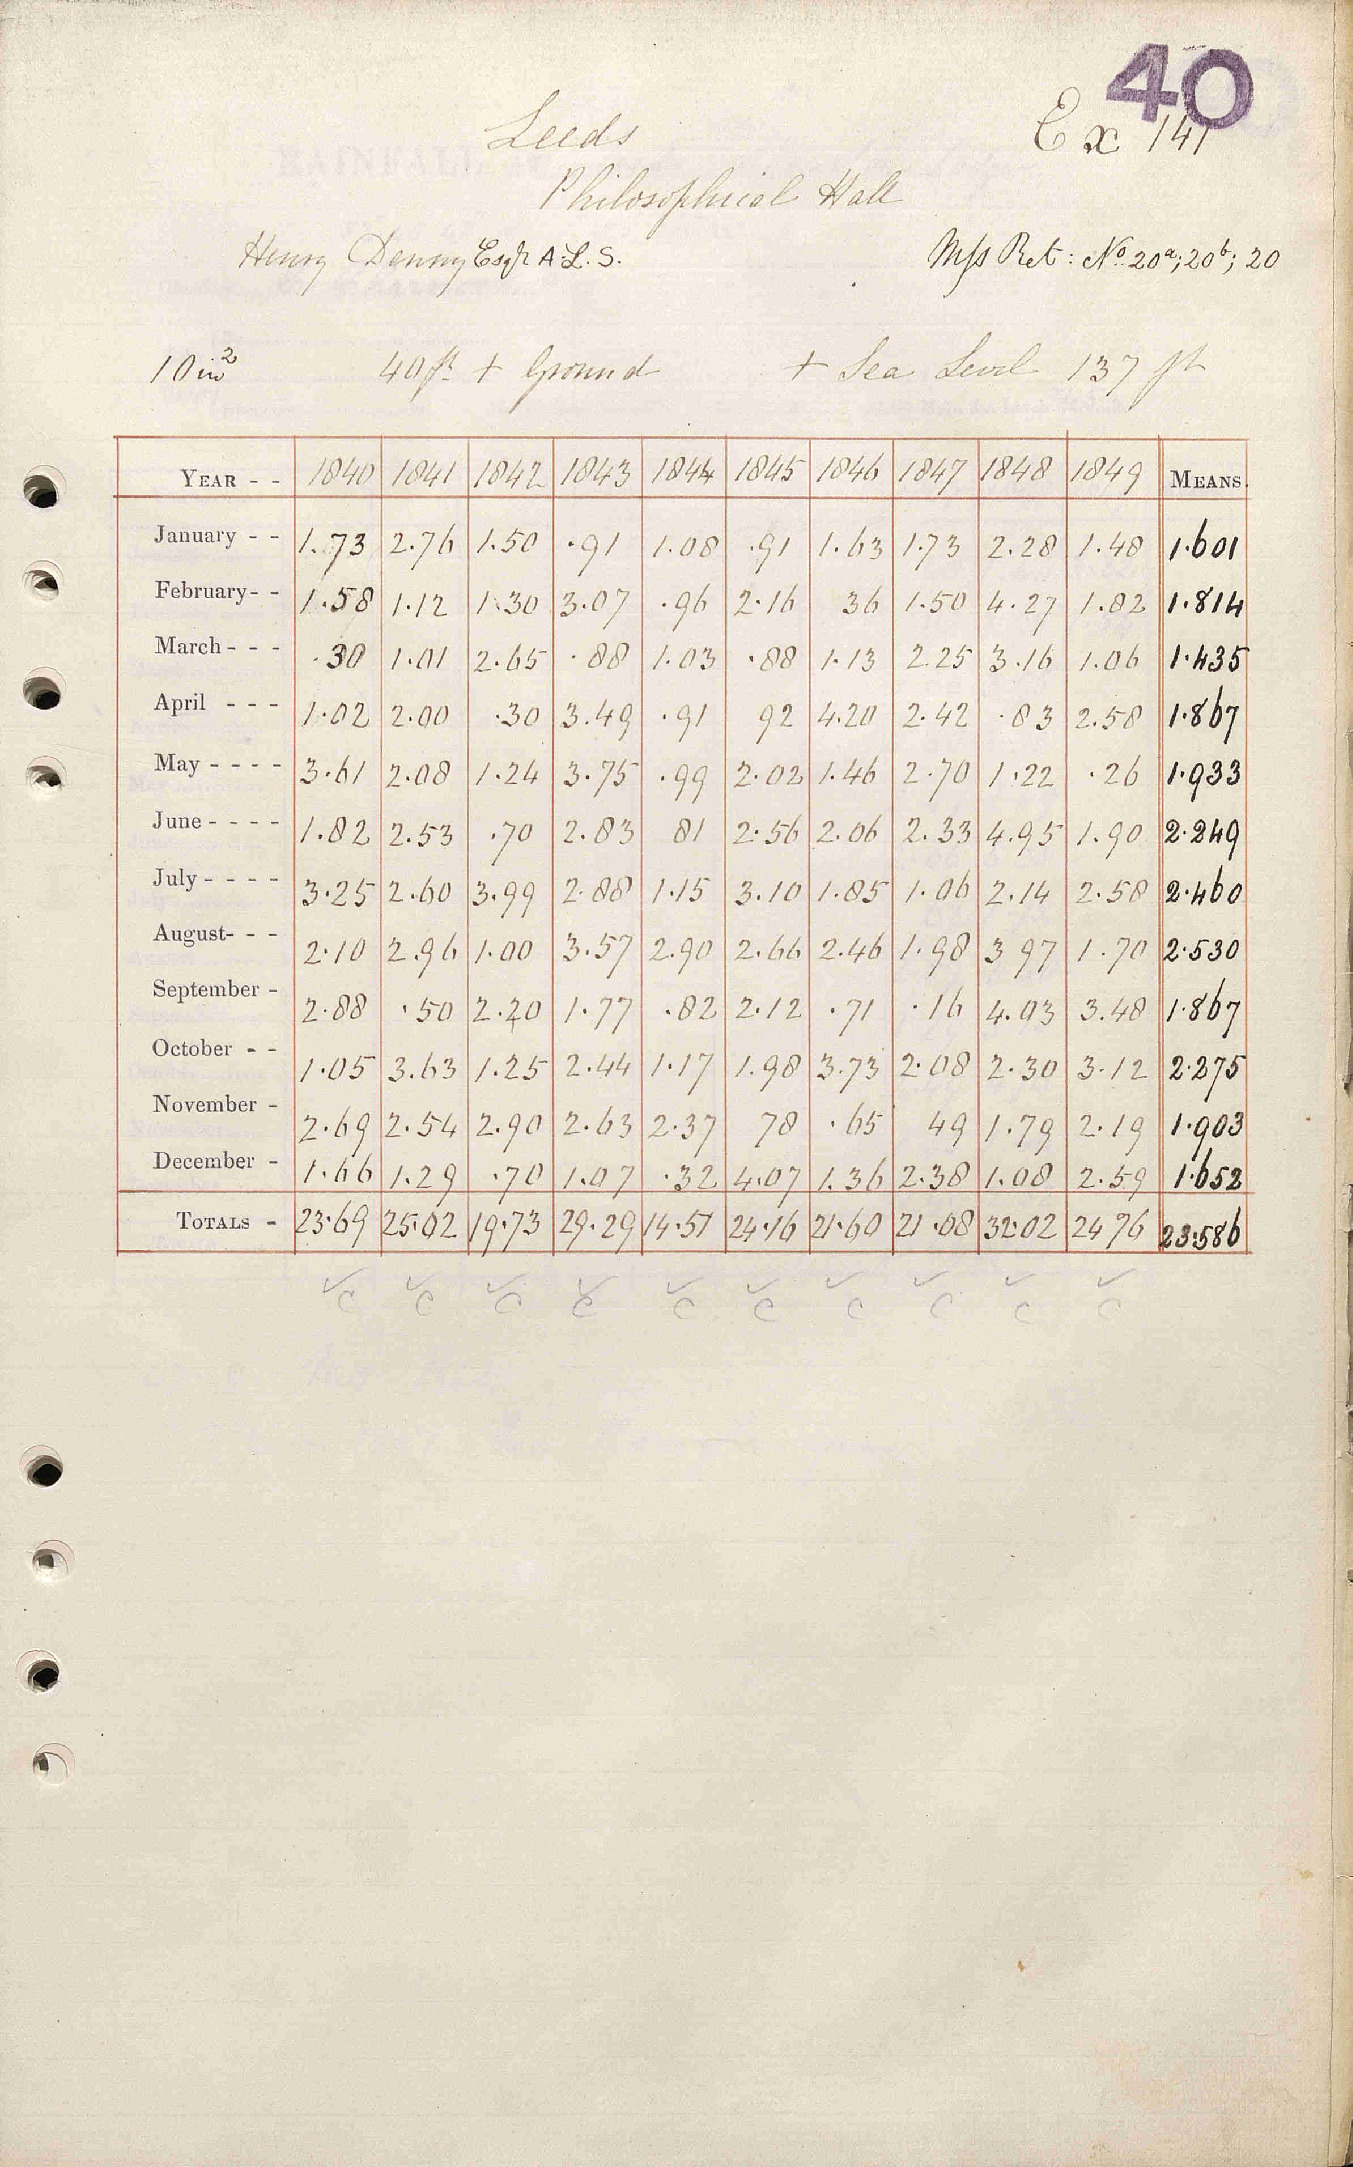 40
Leeds
Ex 141
Philosophical Hall
Henry Denny Esqr A.L.S.
Mss Ret: No 20a; 20b; 20
10 in2 40 ft + Ground + Sea Level 137 ft
YEAR - - 1840 1841 1842 1843 1844 1845 1846 1847 1848 1849 MEANS.
January - - 1.73 2.76 1.50 .91 1.08 .91 1.63 1.73 2.28 1.48 1.601
February - - 1.58 1.12 1.30 3.07 .96 2.16 36 1.50 4.27 1.82 1.814
March - - - .30 1.01 2.65 .88 1.03 .88 1.13 2.25 3.16 1.06 1.435
April - - - 1.02 2.00 .30 3.49 .91 92 4.20 2.42 .83 2.58 1.867
May - - - - 3.61 2.08 1.24 3.75 .99 2.02 1.46 2.70 1.22 .26 1.933
June - - - - 1.82 2.53 .70 2.83 81 2.56 2.06 2.33 4.95 1.90 2.249
July - - - - 3.25 2.60 3.99 2.88 1.15 3.10 1.85 1.06 2.14 2.58 2.460
August - - - 2.10 2.96 1.00 3.57 2.90 2.66 2.46 1.98 3 97 1.70 2.530
September - 2.88 .50 2.20 1.77 .82 2.12 .71 .16 4.03 3.48 1.867
October - - 1.05 3.63 1.25 2.44 1.17 1.98 3.73 2.08 2.30 3.12 2.275
November - 2.69 2.54 2.90 2.63 2.37 78 .65 49 1.79 2.19 1.903
December - 1.66 1.29 .70 1.07 .32 4.07 1.36 2.38 1.08 2.59 1.652
TOTALS - 23.69 25.02 19.73 29.29 14.51 24.16 21.60 21.08 32.02 24 76 23.586
C C C C C C C C C C